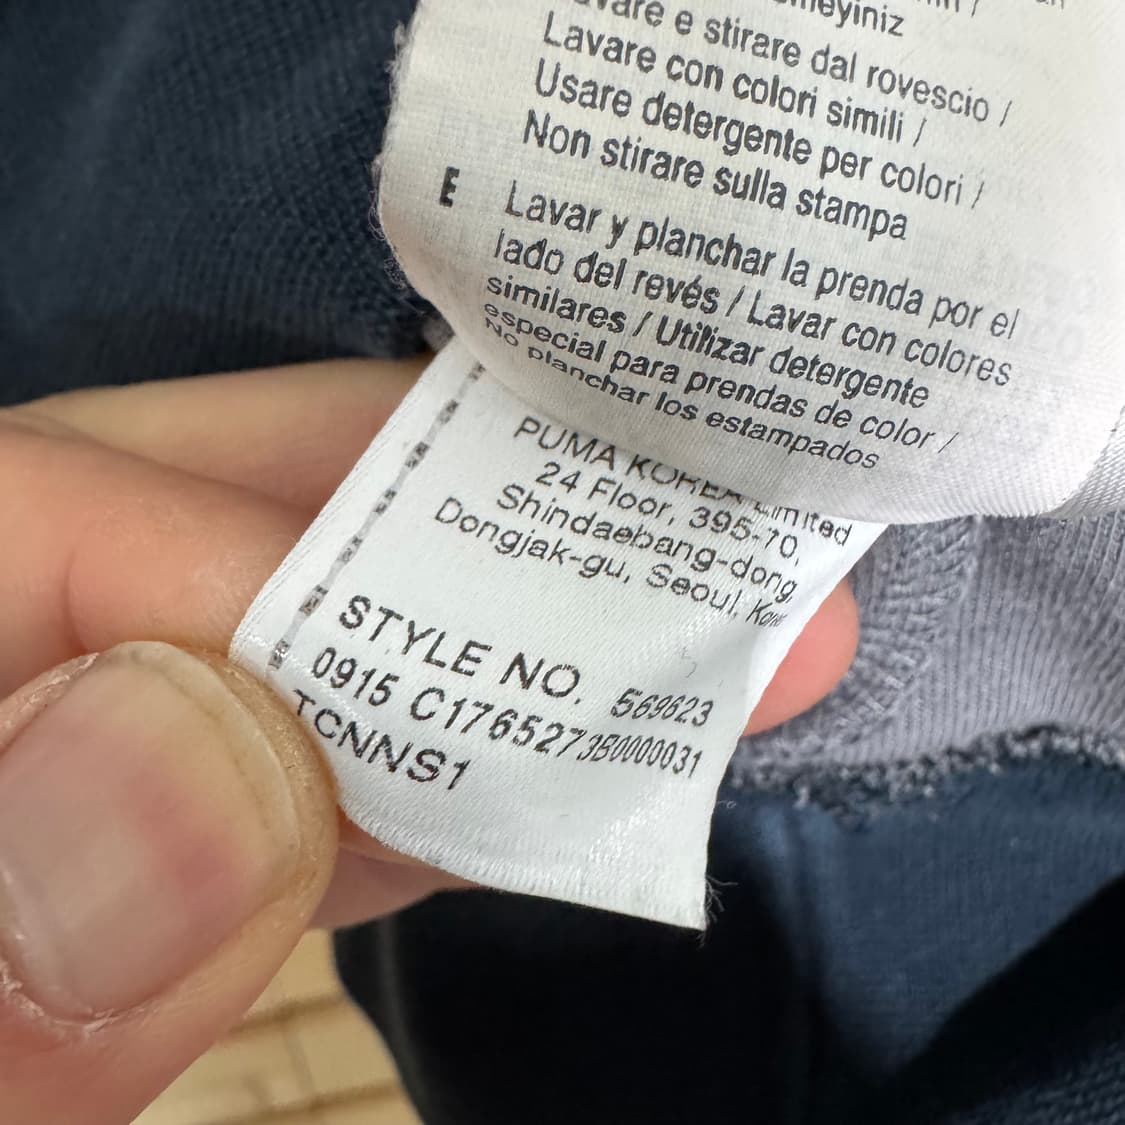 meyiniz
vare e stirare dal rovescio /
Lavare con colori simili /
Usare detergente per colori /
Non stirare sulla stampa
E Lavar y planchar la prenda por el
lado del revés / Lavar con colores
similares / Utilizar detergente
especial para prendas de color /
No planchar los estampados
PUMA KOREA Limited
24 Floor, 395-70,
Shindaebang-dong,
Dongjak-gu, Seoul,
STYLE NO. 569623
0915 C1765273B0000031
TCNNS1